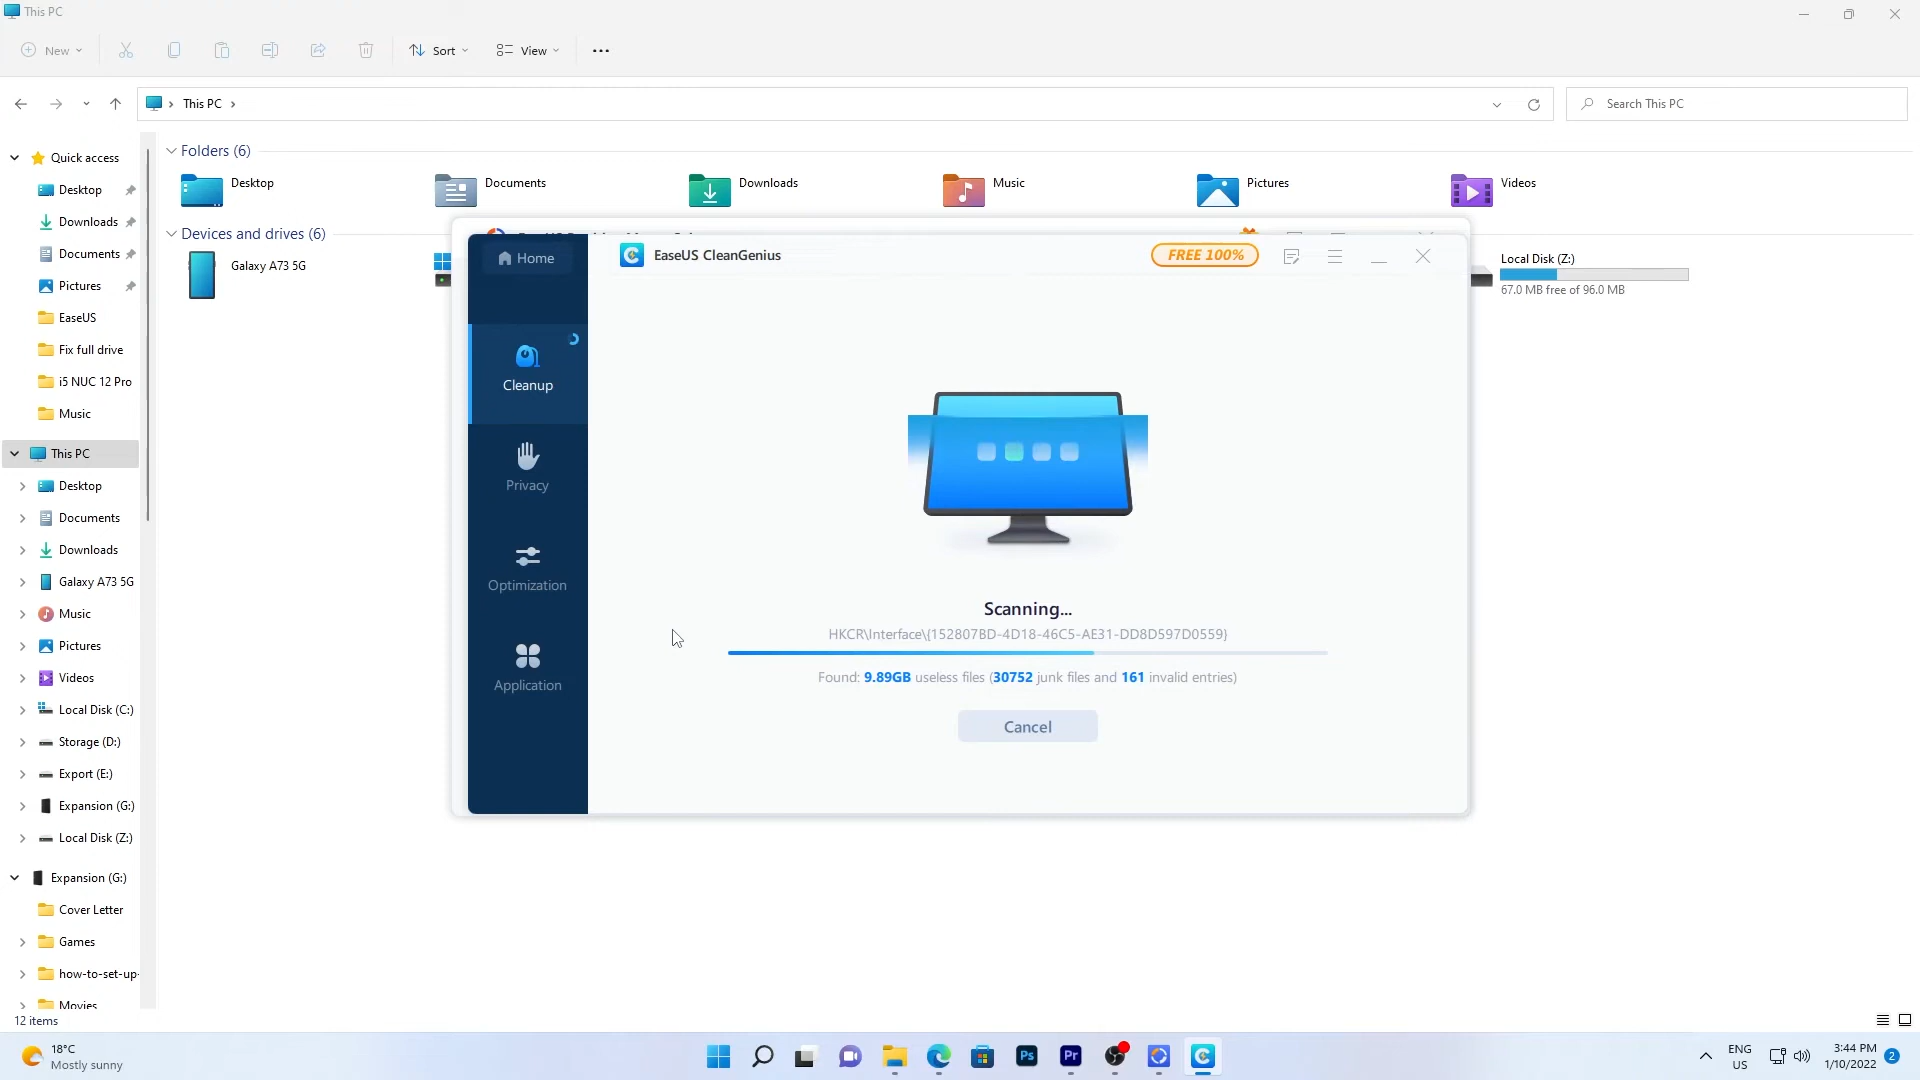 This PC
New
Sort
View
This PC
Search This PC
Quick access
Desktop
Downloads
Documents
Pictures
EaseUS
Fix full drive
i5 NUC 12 Pro
Music
This PC
Desktop
Documents
Downloads
Galaxy A73 5G
Music
Pictures
Videos
Local Disk (C:)
Storage (D:)
Export (E:)
Expansion (G:)
Local Disk (Z:)
Expansion (G:)
Cover Letter
Games
how-to-set-up-
Movies
12 items
Folders (6)
Desktop
Documents
Downloads
Music
Pictures
Videos
Devices and drives (6)
Galaxy A73 5G
Local Disk (Z:)
67.0 MB free of 96.0 MB
Home
EaseUS CleanGenius
FREE 100%
Cleanup
Privacy
Optimization
Application
Scanning...
HKCR\Interface\{152807BD-4D18-46C5-AE31-DD8D597D0559}
Found: 9.89GB useless files (30752 junk files and 161 invalid entries)
Cancel
18°C
Mostly sunny
Ps
Pr
ENG
US
3:44 PM
1/10/2022
2